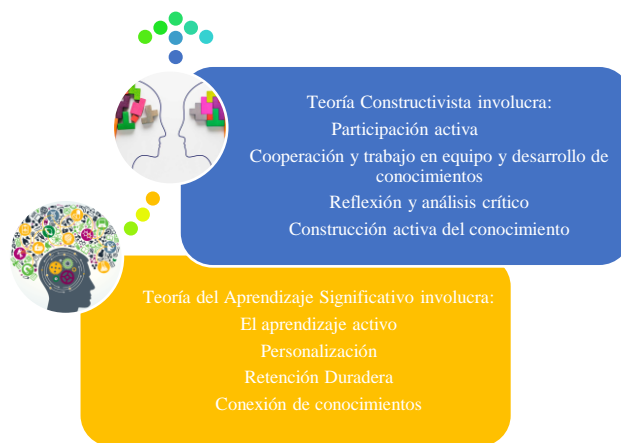 Teoría Constructivista involucra:
Participación activa
Cooperación y trabajo en equipo y desarrollo de
conocimientos
Reflexión y análisis crítico
Construcción activa del conocimiento
Teoría del Aprendizaje Significativo involucra:
El aprendizaje activo
Personalización
Retención Duradera
Conexión de conocimientos